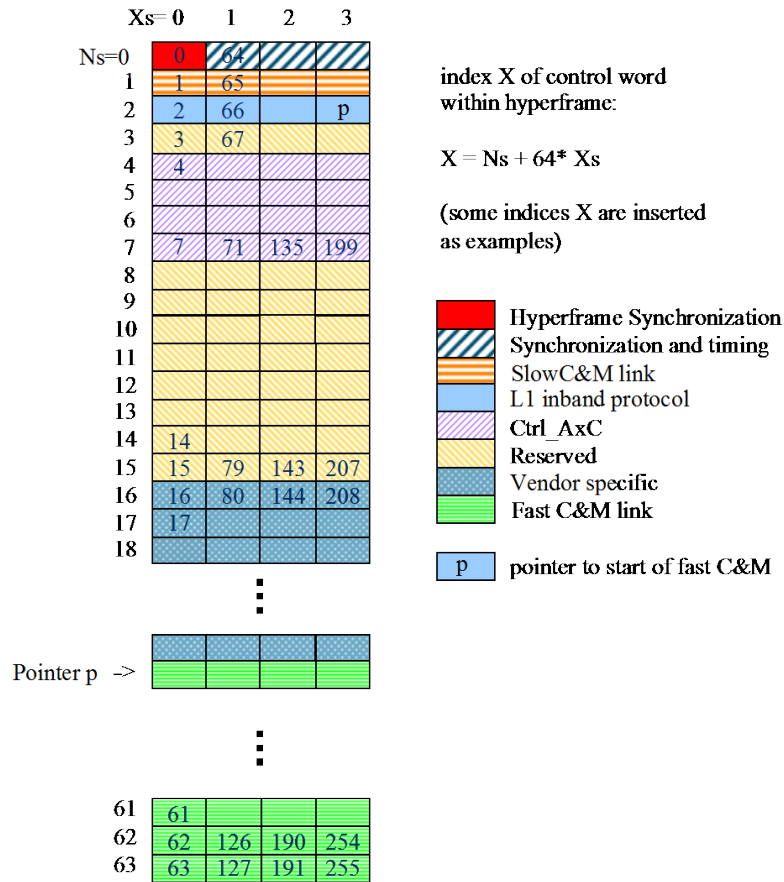 Xs= 0 1 2 3
Ns=0 0 64
1 1 65
2 2 66 p
3 3 67
4 4
5
6
7 7 71 135 199
8
9
10
11
12
13
14 14
15 15 79 143 207
16 16 80 144 208
17 17
18
Pointer p ->
61 61
62 62 126 190 254
63 63 127 191 255
index X of control word
within hyperframe:
X = Ns + 64* Xs
(some indices X are inserted
as examples)
Hyperframe Synchronization
Synchronization and timing
SlowC&M link
L1 inband protocol
Ctrl_AxC
Reserved
Vendor specific
Fast C&M link
p pointer to start of fast C&M